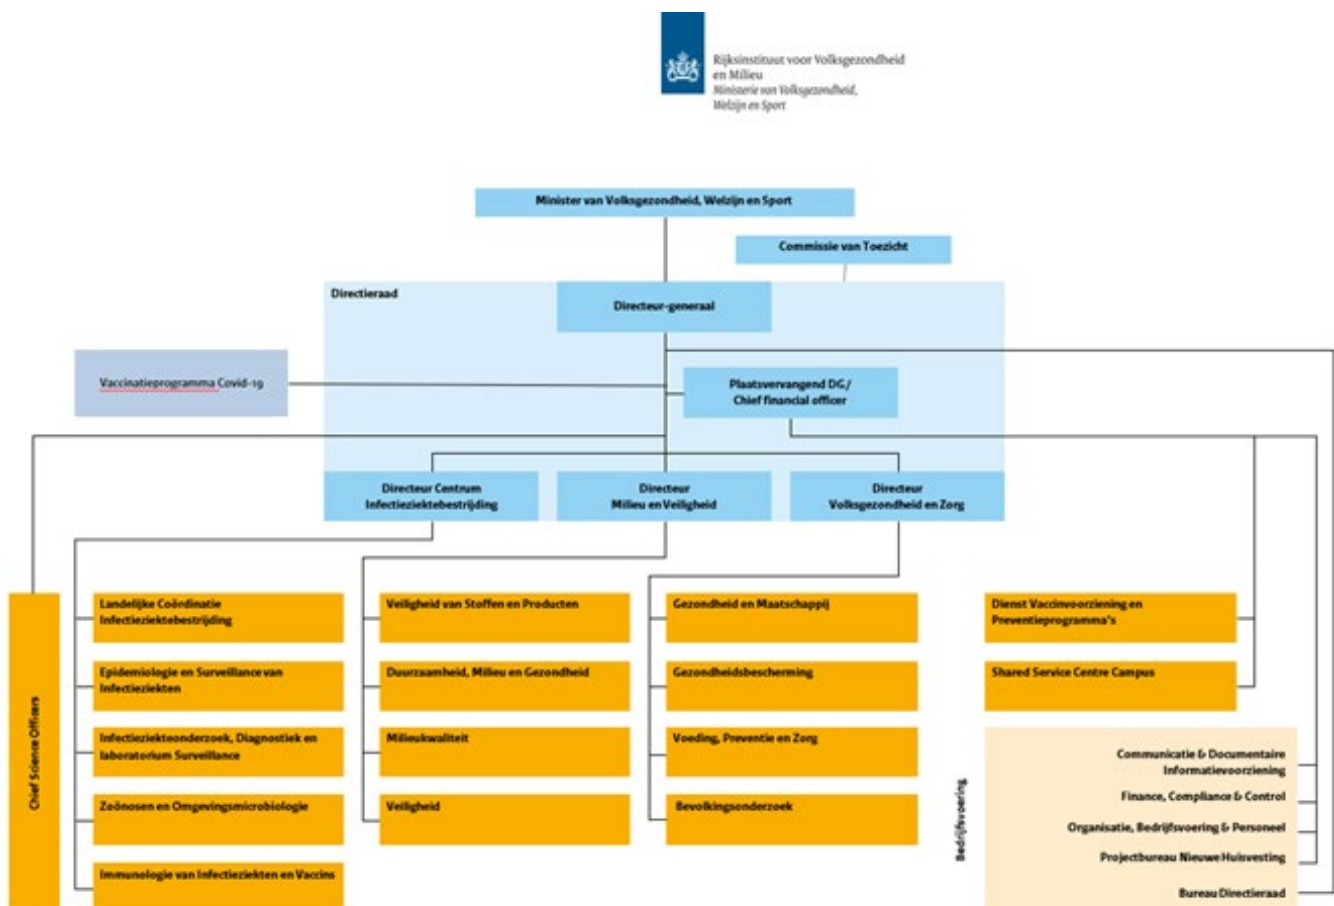 Rijksinstituut voor Volksgezondheid
en Milieu
Ministerie van Volksgezondheid,
Welzijn en Sport
Minister van Volksgezondheid, Welzijn en Sport
Commissie van Toezicht
Directieraad
Directeur-generaal
Vaccinatieprogramma Covid-19
Plaatsvervangend DG/
Chief financial officer
Directeur Centrum
Infectieziektebestrijding
Directeur
Milieu en Veiligheid
Directeur
Volksgezondheid en Zorg
Chief Science Officers
Landelijke Coördinatie
Infectieziektebestrijding
Epidemiologie en Surveillance van
Infectieziekten
Infectieziekteonderzoek, Diagnostiek en
laboratorium Surveillance
Zoönosen en Omgevingsmicrobiologie
Immunologie van Infectieziekten en Vaccins
Veiligheid van Stoffen en Producten
Duurzaamheid, Milieu en Gezondheid
Milieukwaliteit
Veiligheid
Gezondheid en Maatschappij
Gezondheidsbescherming
Voeding, Preventie en Zorg
Bevolkingsonderzoek
Dienst Vaccinvoorziening en
Preventieprogramma's
Shared Service Centre Campus
Bedrijfsvoering
Communicatie & Documentaire
Informatievoorziening
Finance, Compliance & Control
Organisatie, Bedrijfsvoering & Personeel
Projectbureau Nieuwe Huisvesting
Bureau Directieraad